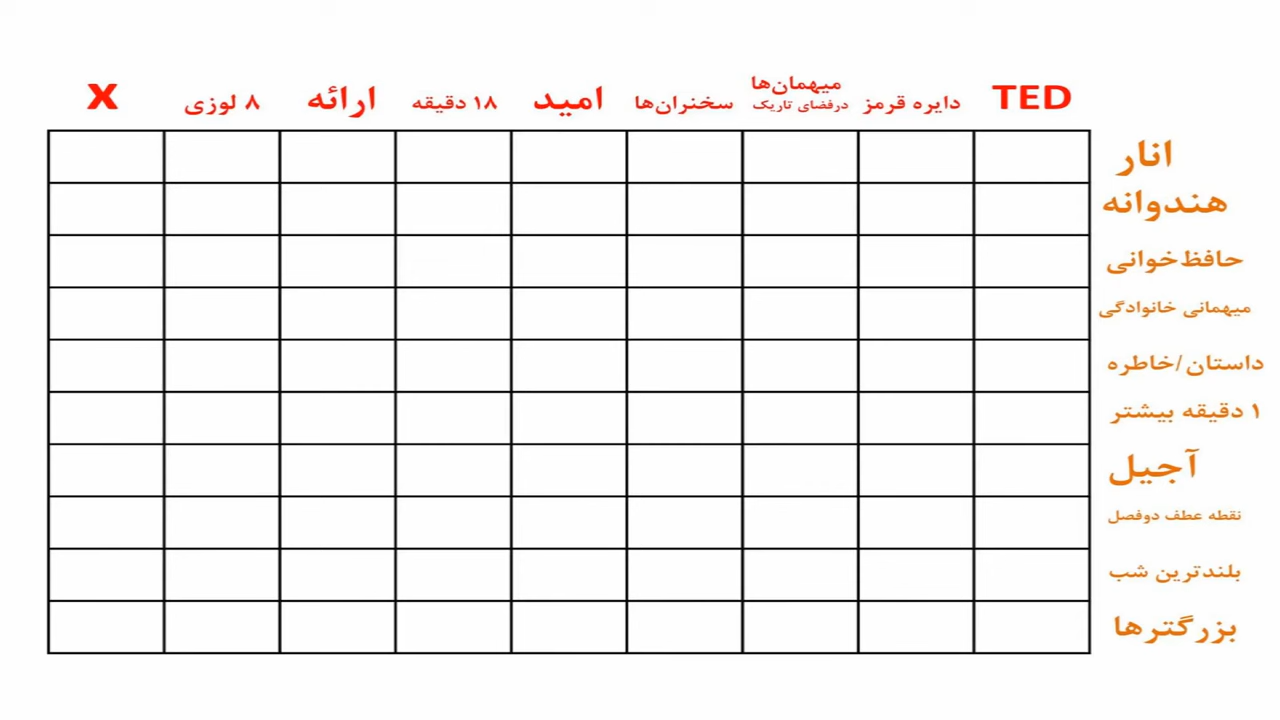 TED
دایره قرمز
میهمان‌ها
درفضای تاریک
سخنران‌ها
امید
۱۸ دقیقه
ارائه
۸ لوزی
x
انار
هندوانه
حافظ‌خوانی
میهمانی خانوادگی
داستان/خاطره
۱ دقیقه بیشتر
آجیل
نقطه عطف دوفصل
بلندترین شب
بزرگترها